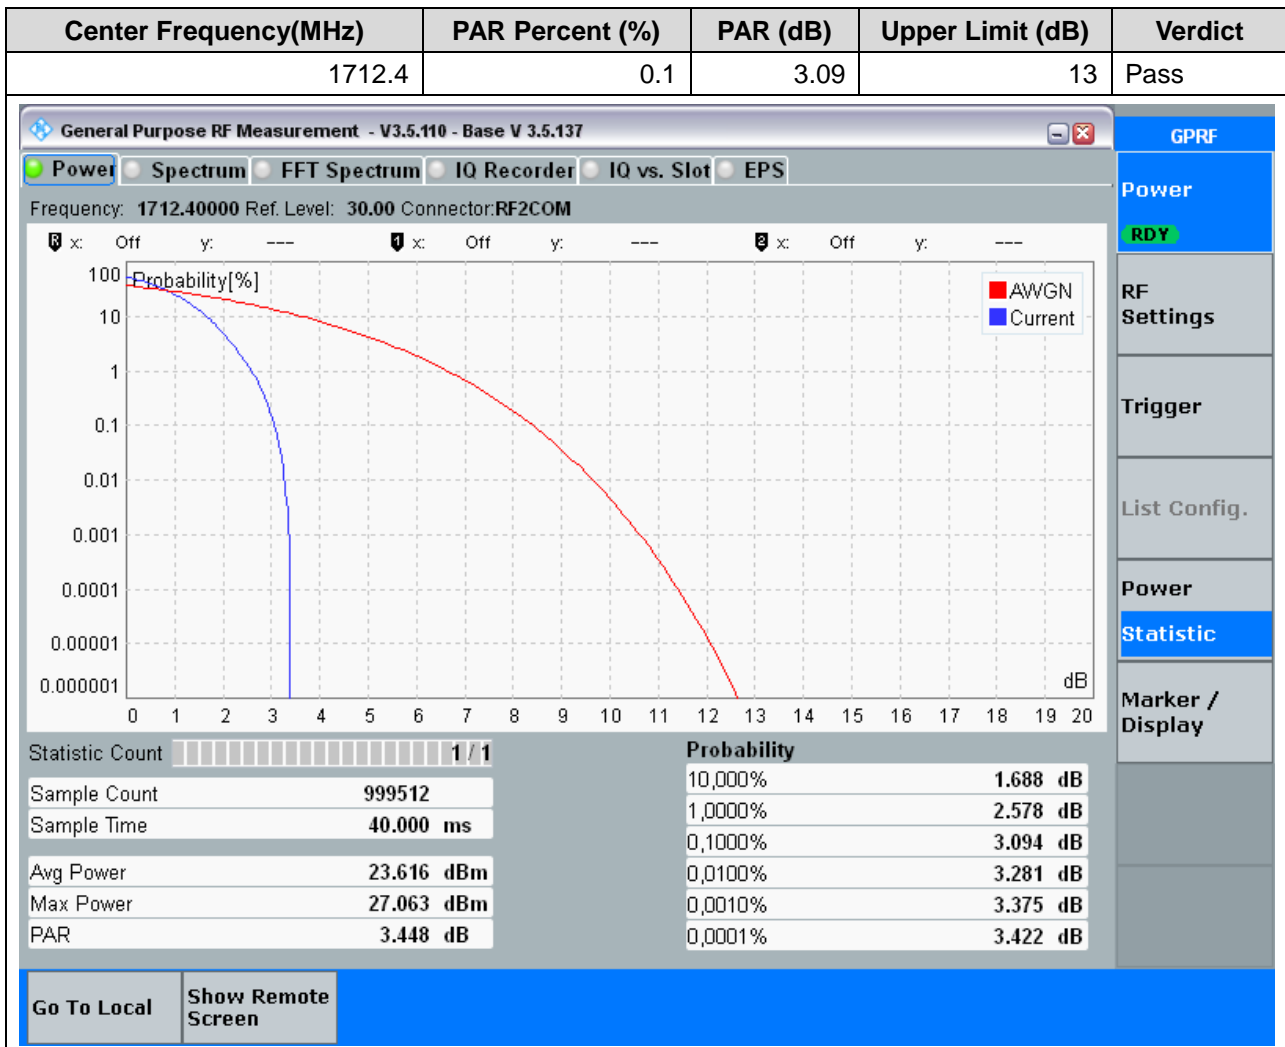 Center Frequency(MHz) PAR Percent (%) PAR (dB) Upper Limit (dB) Verdict
1712.4 0.1 3.09 13 Pass
General Purpose RF Measurement - V3.5.110 - Base V 3.5.137
GPRF
Power Spectrum FFT Spectrum IQ Recorder IQ vs. Slot EPS
Frequency: 1712.40000 Ref. Level: 30.00 Connector:RF2COM
R x: Off y: --- 1 x: Off y: --- 2 x: Off y: ---
Probability[%]
AWGN
Current
100
10
1
0.1
0.01
0.001
0.0001
0.00001
0.000001
dB
0 1 2 3 4 5 6 7 8 9 10 11 12 13 14 15 16 17 18 19 20
Statistic Count 1 / 1
Sample Count 999512
Sample Time 40.000 ms
Avg Power 23.616 dBm
Max Power 27.063 dBm
PAR 3.448 dB
Probability
10,000% 1.688 dB
1,0000% 2.578 dB
0,1000% 3.094 dB
0,0100% 3.281 dB
0,0010% 3.375 dB
0,0001% 3.422 dB
Power
RDY
RF
Settings
Trigger
List Config.
Power
Statistic
Marker /
Display
Go To Local
Show Remote
Screen